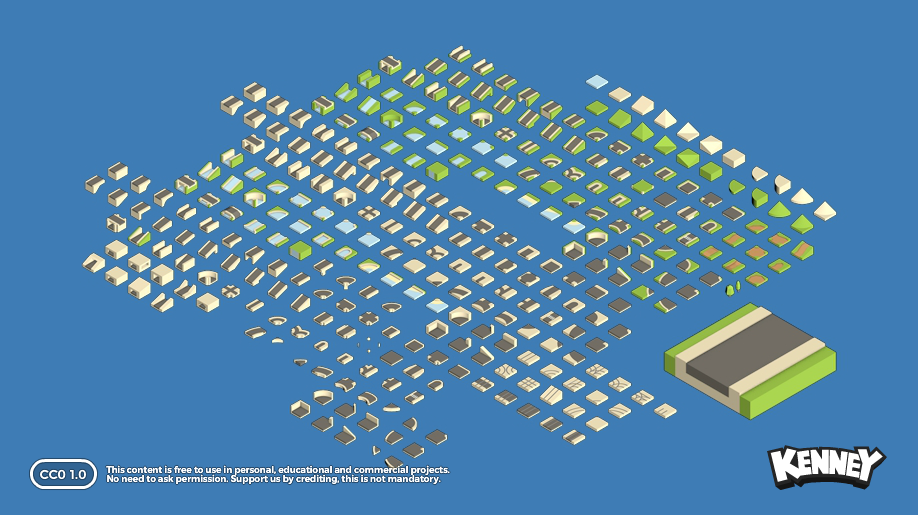 CC0 1.0
This content is free to use in personal, educational and commercial projects.
No need to ask permission. Support us by crediting, this is not mandatory.
KENNEY